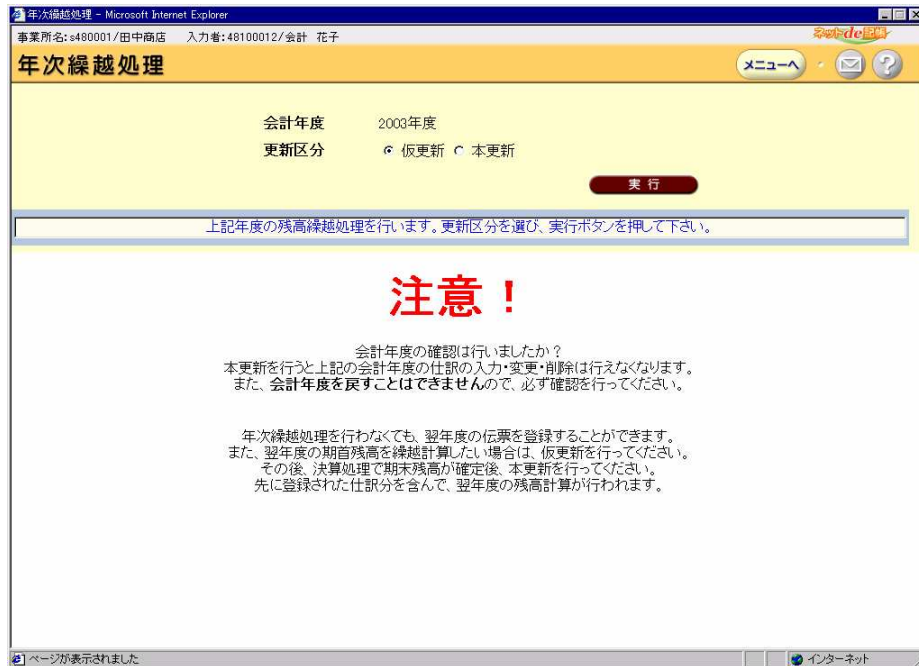 年次繰越処理 - Microsoft Internet Explorer
事業所名:s480001/田中商店 入力者:48100012/会計 花子
ネットde記帳
年次繰越処理
メニューへ
?
会計年度 2003年度
更新区分 仮更新 本更新
実行
上記年度の残高繰越処理を行います。更新区分を選び、実行ボタンを押して下さい。
注意！
会計年度の確認は行いましたか？
本更新を行うと上記の会計年度の仕訳の入力・変更・削除は行えなくなります。
また、会計年度を戻すことはできませんので、必ず確認を行ってください。
年次繰越処理を行わなくても、翌年度の伝票を登録することができます。
また、翌年度の期首残高を繰越計算したい場合は、仮更新を行ってください。
その後、決算処理で期末残高が確定後、本更新を行ってください。
先に登録された仕訳分を含んで、翌年度の残高計算が行われます。
ページが表示されました
インターネット